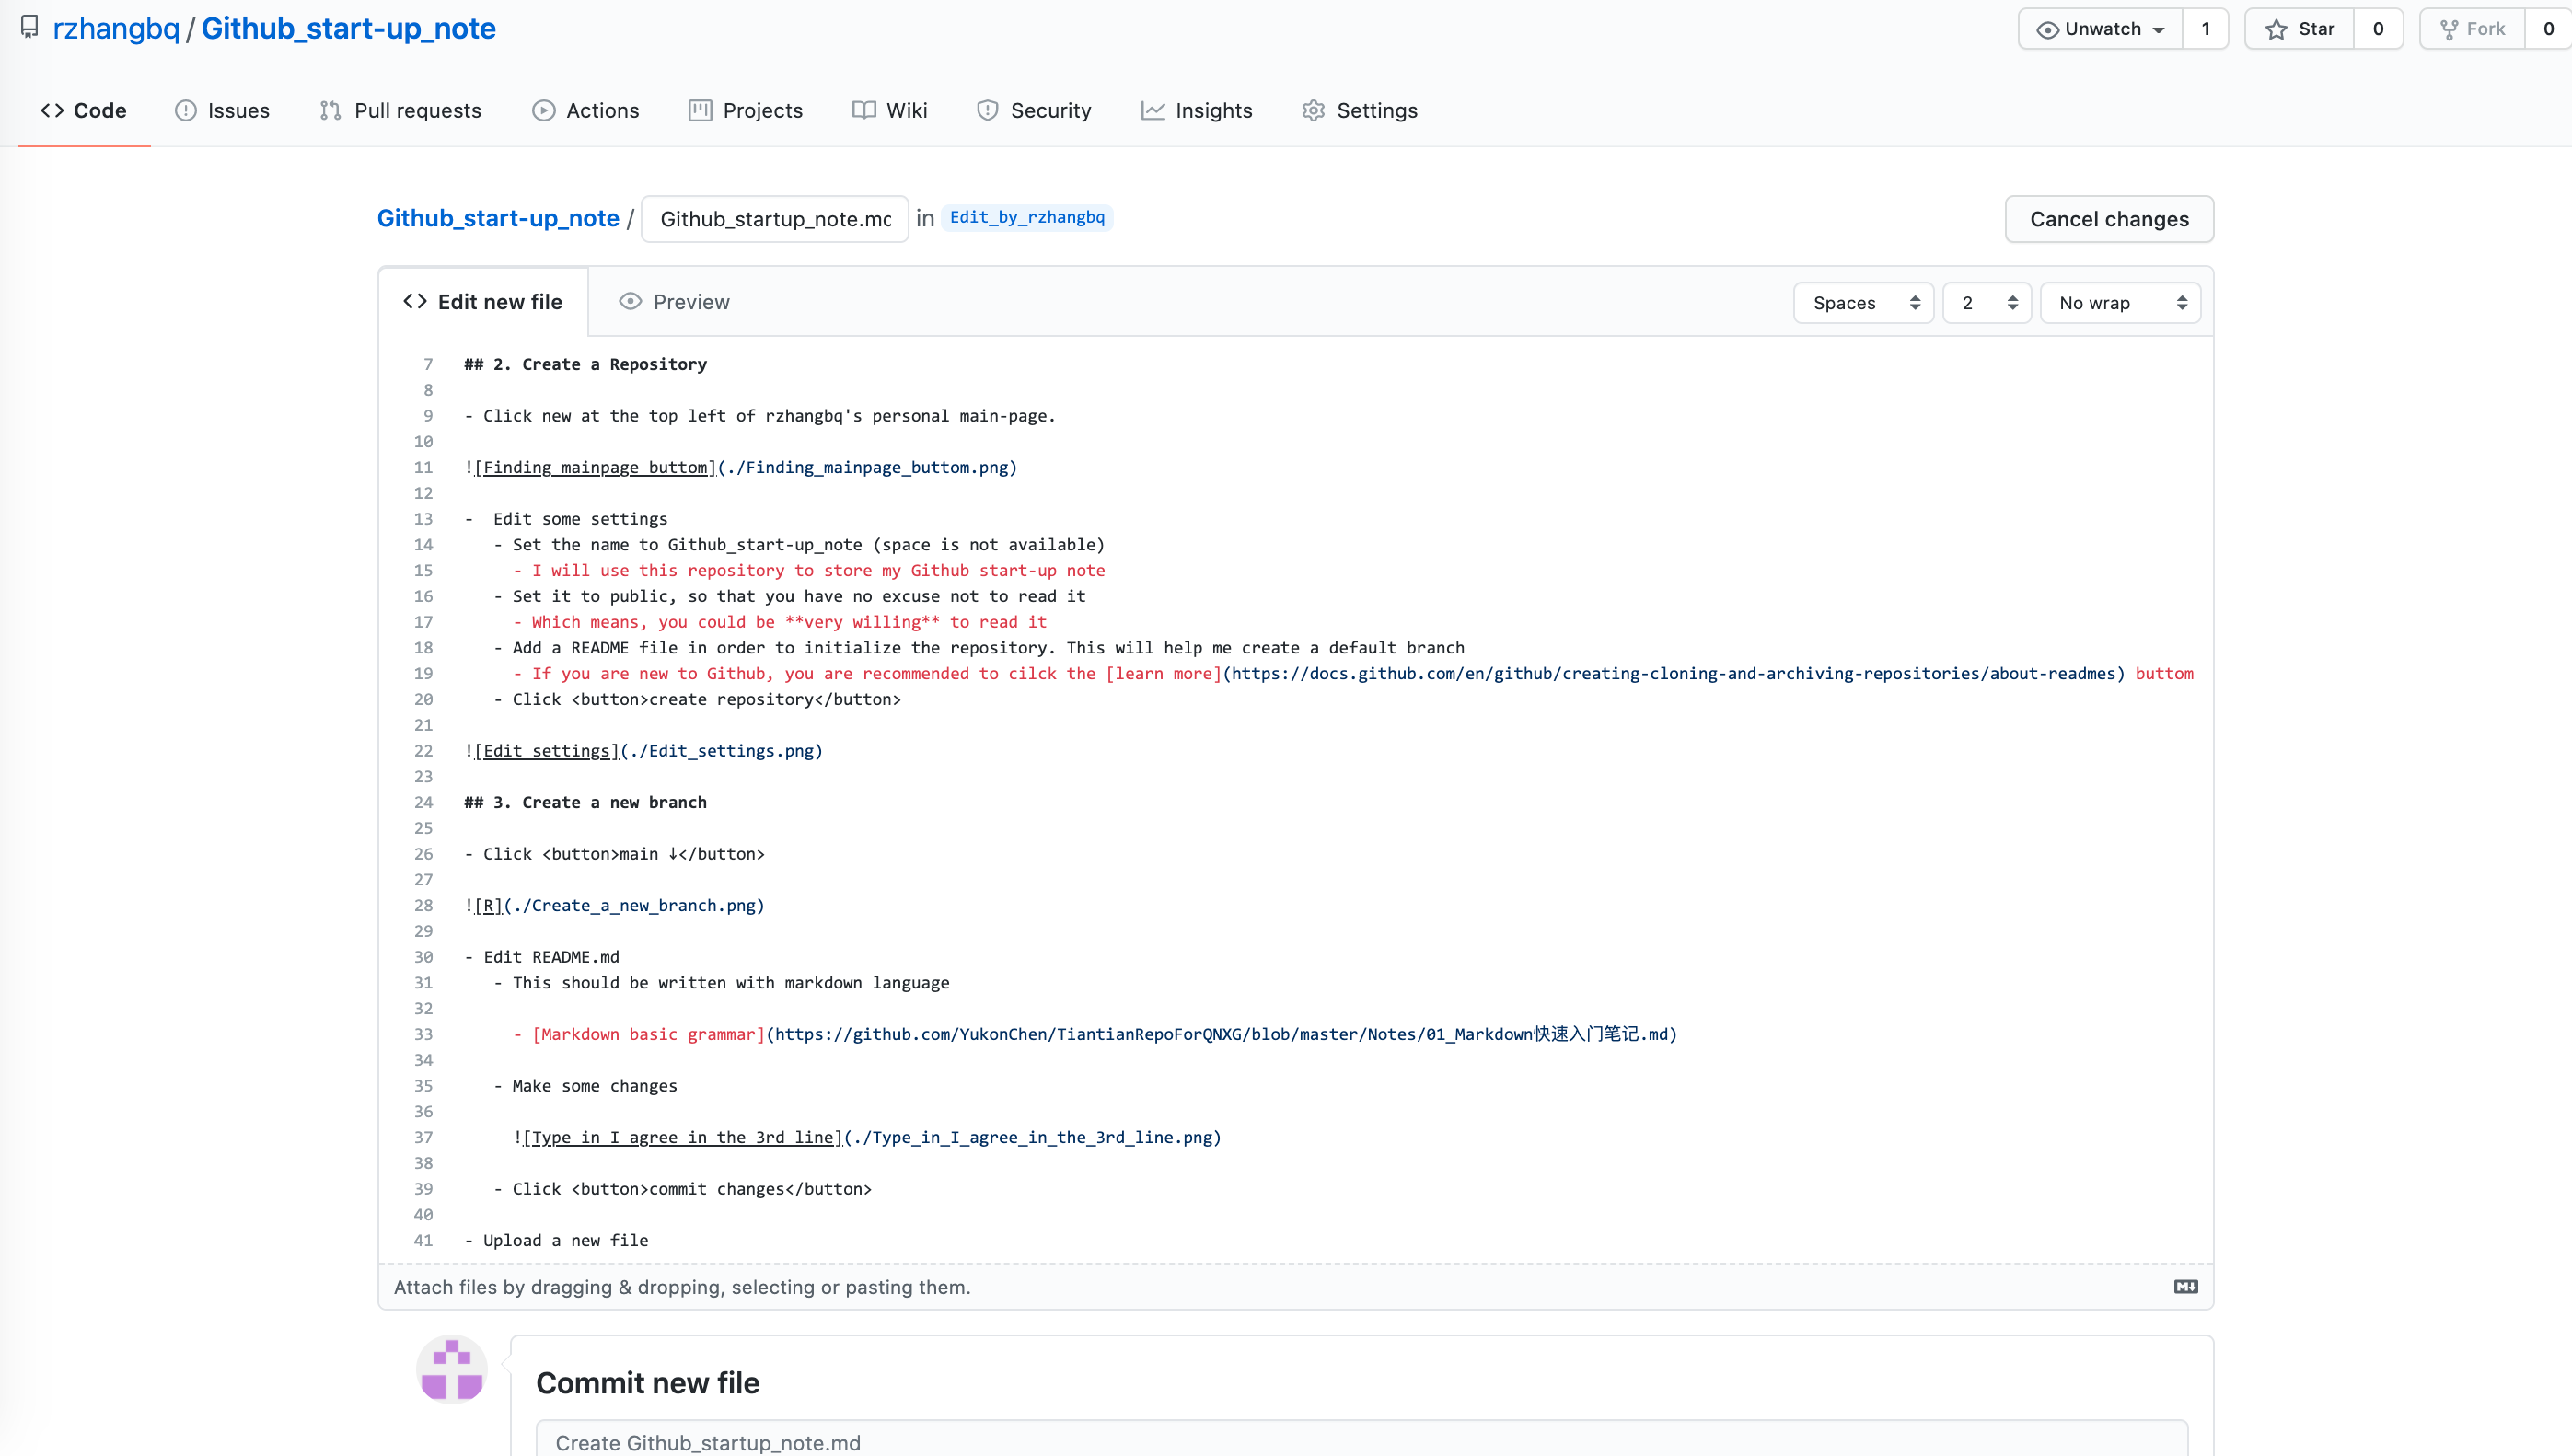 rzhangbq / Github_start-up_note
Unwatch 1 Star 0 Fork 0
Code Issues Pull requests Actions Projects Wiki Security Insights Settings
Github_start-up_note / Github_startup_note.mc in Edit_by_rzhangbq Cancel changes
Edit new file Preview Spaces 2 No wrap
7 ## 2. Create a Repository
8
9 - Click new at the top left of rzhangbq's personal main-page.
10
11 ![Finding_mainpage_buttom](./Finding_mainpage_buttom.png)
12
13 -  Edit some settings
14    - Set the name to Github_start-up_note (space is not available)
15      - I will use this repository to store my Github start-up note
16    - Set it to public, so that you have no excuse not to read it
17      - Which means, you could be **very willing** to read it
18    - Add a README file in order to initialize the repository. This will help me create a default branch
19      - If you are new to Github, you are recommended to cilck the [learn more](https://docs.github.com/en/github/creating-cloning-and-archiving-repositories/about-readmes) buttom
20    - Click <button>create repository</button>
21
22 ![Edit_settings](./Edit_settings.png)
23
24 ## 3. Create a new branch
25
26 - Click <button>main ↓</button>
27
28 ![R](./Create_a_new_branch.png)
29
30 - Edit README.md
31    - This should be written with markdown language
32
33      - [Markdown basic grammar](https://github.com/YukonChen/TiantianRepoForQNXG/blob/master/Notes/01_Markdown快速入门笔记.md)
34
35    - Make some changes
36
37      ![Type_in_I_agree_in_the_3rd_line](./Type_in_I_agree_in_the_3rd_line.png)
38
39    - Click <button>commit changes</button>
40
41 - Upload a new file
Attach files by dragging & dropping, selecting or pasting them.
Commit new file
Create Github_startup_note.md